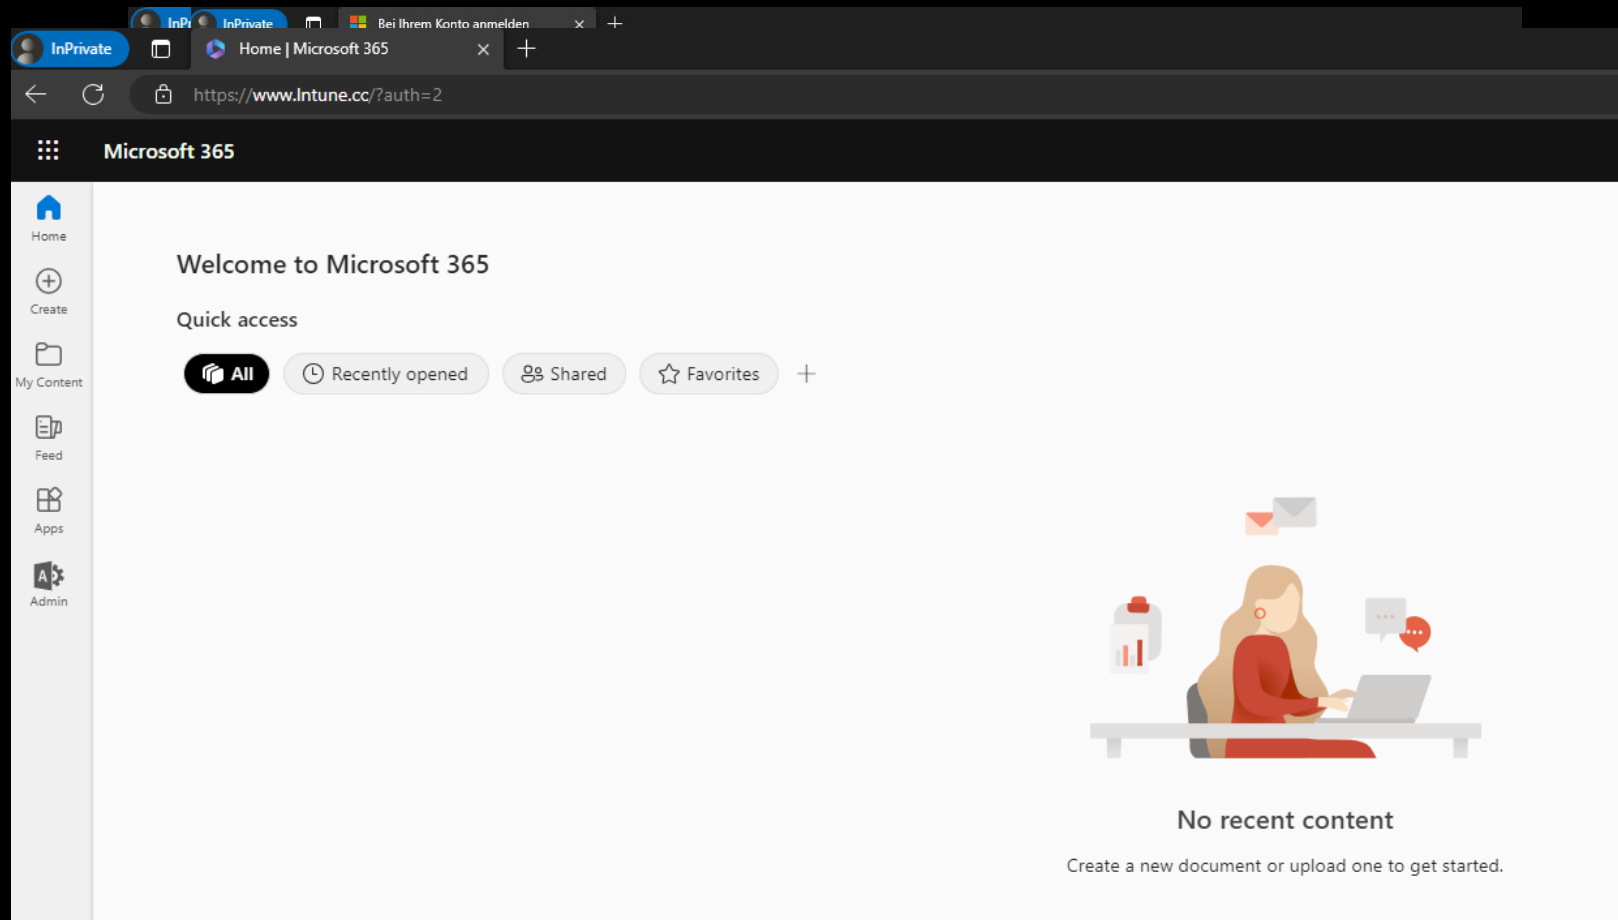 InPrivate
Bei Ihrem Konto anmelden
InPrivate
Home | Microsoft 365
https://www.Intune.cc/?auth=2
Microsoft 365
Home
Create
My Content
Feed
Apps
A
Admin
Welcome to Microsoft 365
Quick access
All
Recently opened
Shared
Favorites
No recent content
Create a new document or upload one to get started.